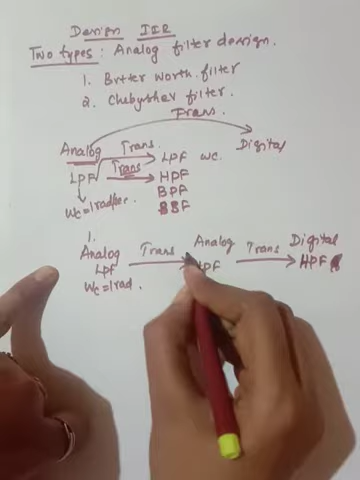 Design IIR
Two types: Analog filter design.
1. Butter worth filter
2. Chebyshev filter.
Trans.
Analog Trans. LPF wc Digital
LPF Trans HPF
BPF
BSF
Wc=1rad/sec
1.
Analog Trans Analog Trans Digital
LPF HPF HPF
Wc=1rad.